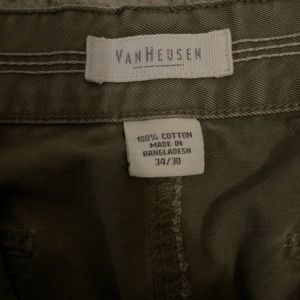 VANHEUSEN
100% COTTON
MADE IN
BANGLADESH
34/30